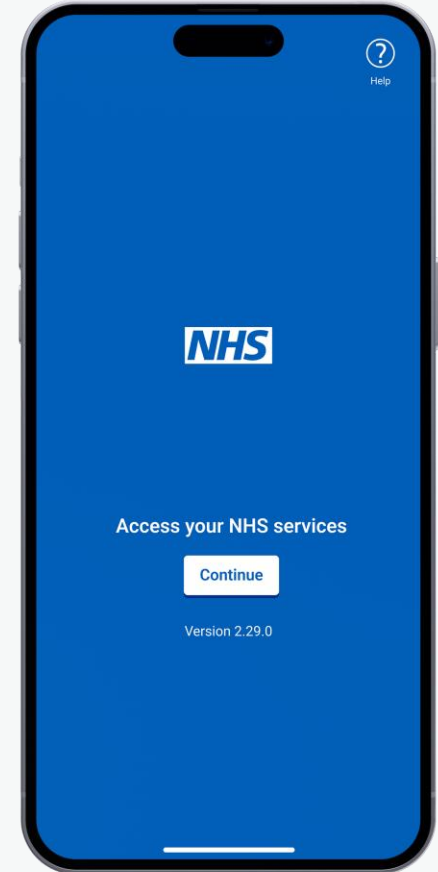 ?
Help
NHS
Access your NHS services
Continue
Version 2.29.0